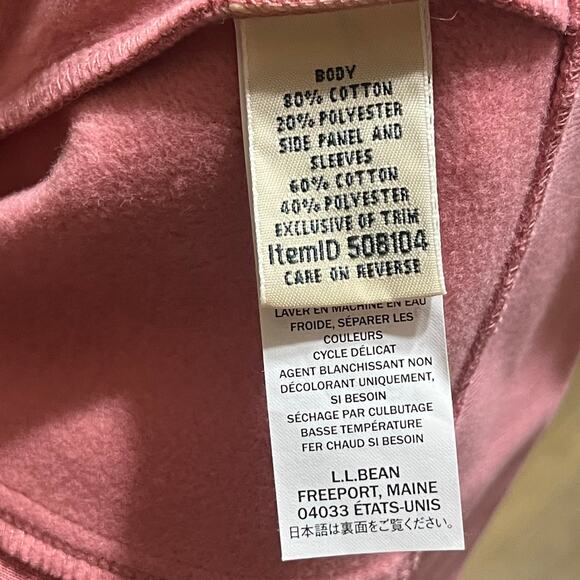 BODY
80% COTTON
20% POLYESTER
SIDE PANEL AND
SLEEVES
60% COTTON
40% POLYESTER
EXCLUSIVE OF TRIM
ItemID 508104
CARE ON REVERSE
LAVER EN MACHINE EN EAU
FROIDE, SÉPARER LES
COULEURS
CYCLE DÉLICAT
AGENT BLANCHISSANT NON
DÉCOLORANT UNIQUEMENT,
SI BESOIN
SÉCHAGE PAR CULBUTAGE
BASSE TEMPÉRATURE
FER CHAUD SI BESOIN
L.L.BEAN
FREEPORT, MAINE
04033 ÉTATS-UNIS
日本語は裏面をご覧ください。